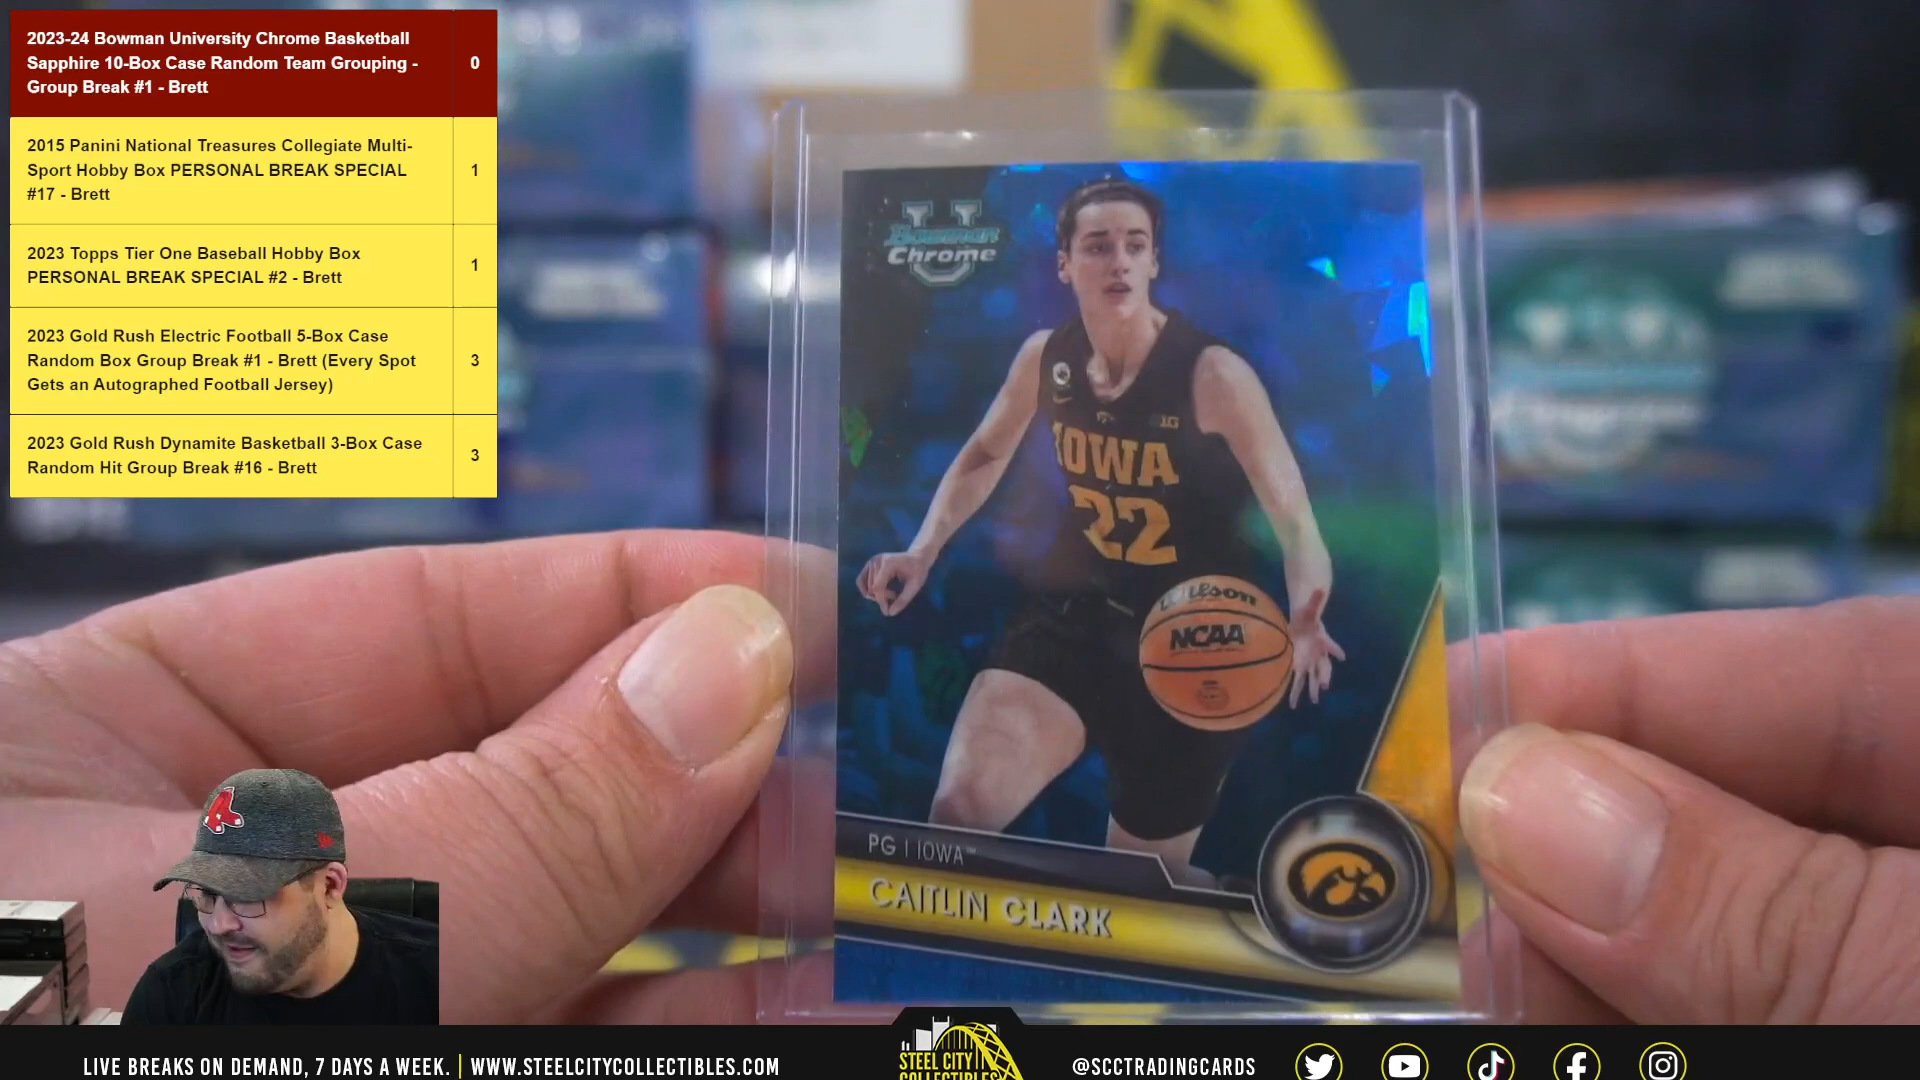 2023-24 Bowman University Chrome Basketball
Sapphire 10-Box Case Random Team Grouping -
Group Break #1 - Brett
0
2015 Panini National Treasures Collegiate Multi-
Sport Hobby Box PERSONAL BREAK SPECIAL
#17 - Brett
1
2023 Topps Tier One Baseball Hobby Box
PERSONAL BREAK SPECIAL #2 - Brett
1
2023 Gold Rush Electric Football 5-Box Case
Random Box Group Break #1 - Brett (Every Spot
Gets an Autographed Football Jersey)
3
2023 Gold Rush Dynamite Basketball 3-Box Case
Random Hit Group Break #16 - Brett
3
U
Bowman
Chrome
IOWA
22
Wilson
NCAA
PG | IOWA™
CAITLIN CLARK
LIVE BREAKS ON DEMAND, 7 DAYS A WEEK. | WWW.STEELCITYCOLLECTIBLES.COM
STEEL CITY
COLLECTIBLES
@SCCTRADINGCARDS